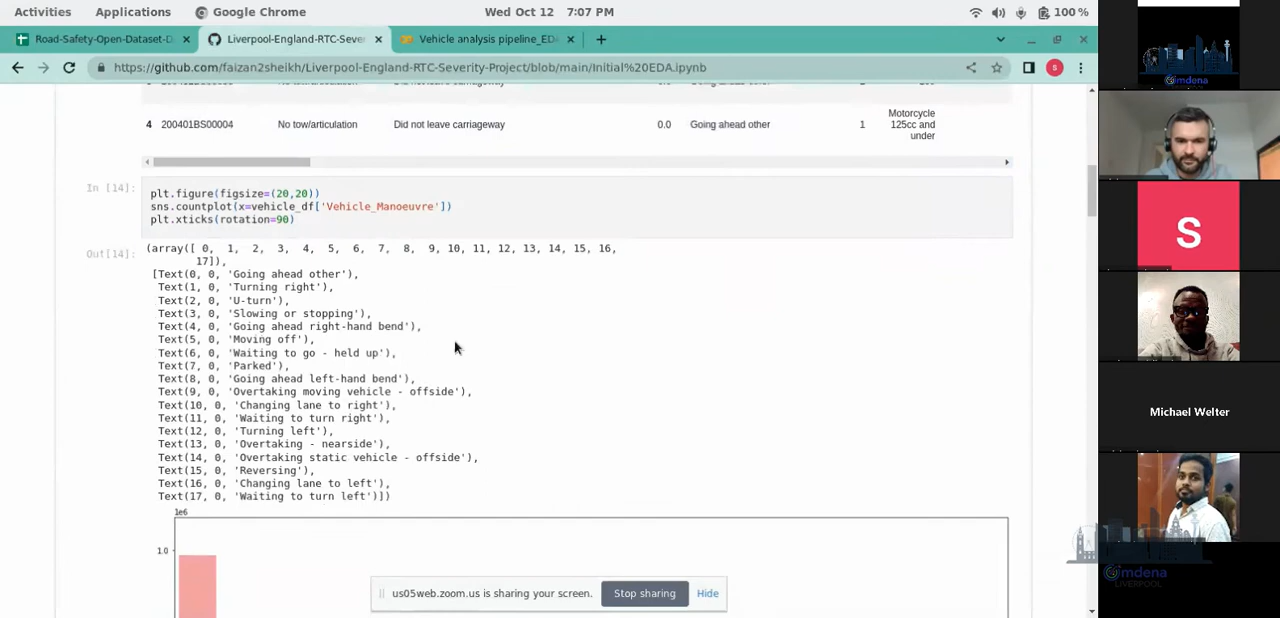 Activities Applications Google Chrome Wed Oct 12 7:07 PM 100 %
Road-Safety-Open-Dataset-D Liverpool-England-RTC-Seve Vehicle analysis pipeline_ED
https://github.com/faizan2sheikh/Liverpool-England-RTC-Severity-Project/blob/main/Initial%20EDA.ipynb S
4 200401BS00004 No tow/articulation Did not leave carriageway 0.0 Going ahead other 1 Motorcycle
125cc and
under
In [14]:
plt.figure(figsize=(20,20))
sns.countplot(x=vehicle_df['Vehicle_Manoeuvre'])
plt.xticks(rotation=90)
Out[14]:
(array([ 0, 1, 2, 3, 4, 5, 6, 7, 8, 9, 10, 11, 12, 13, 14, 15, 16,
17]),
[Text(0, 0, 'Going ahead other'),
Text(1, 0, 'Turning right'),
Text(2, 0, 'U-turn'),
Text(3, 0, 'Slowing or stopping'),
Text(4, 0, 'Going ahead right-hand bend'),
Text(5, 0, 'Moving off'),
Text(6, 0, 'Waiting to go - held up'),
Text(7, 0, 'Parked'),
Text(8, 0, 'Going ahead left-hand bend'),
Text(9, 0, 'Overtaking moving vehicle - offside'),
Text(10, 0, 'Changing lane to right'),
Text(11, 0, 'Waiting to turn right'),
Text(12, 0, 'Turning left'),
Text(13, 0, 'Overtaking - nearside'),
Text(14, 0, 'Overtaking static vehicle - offside'),
Text(15, 0, 'Reversing'),
Text(16, 0, 'Changing lane to left'),
Text(17, 0, 'Waiting to turn left')])
1e6
1.0
us05web.zoom.us is sharing your screen. Stop sharing Hide
omdena
S
Michael Welter
omdena
LIVERPOOL